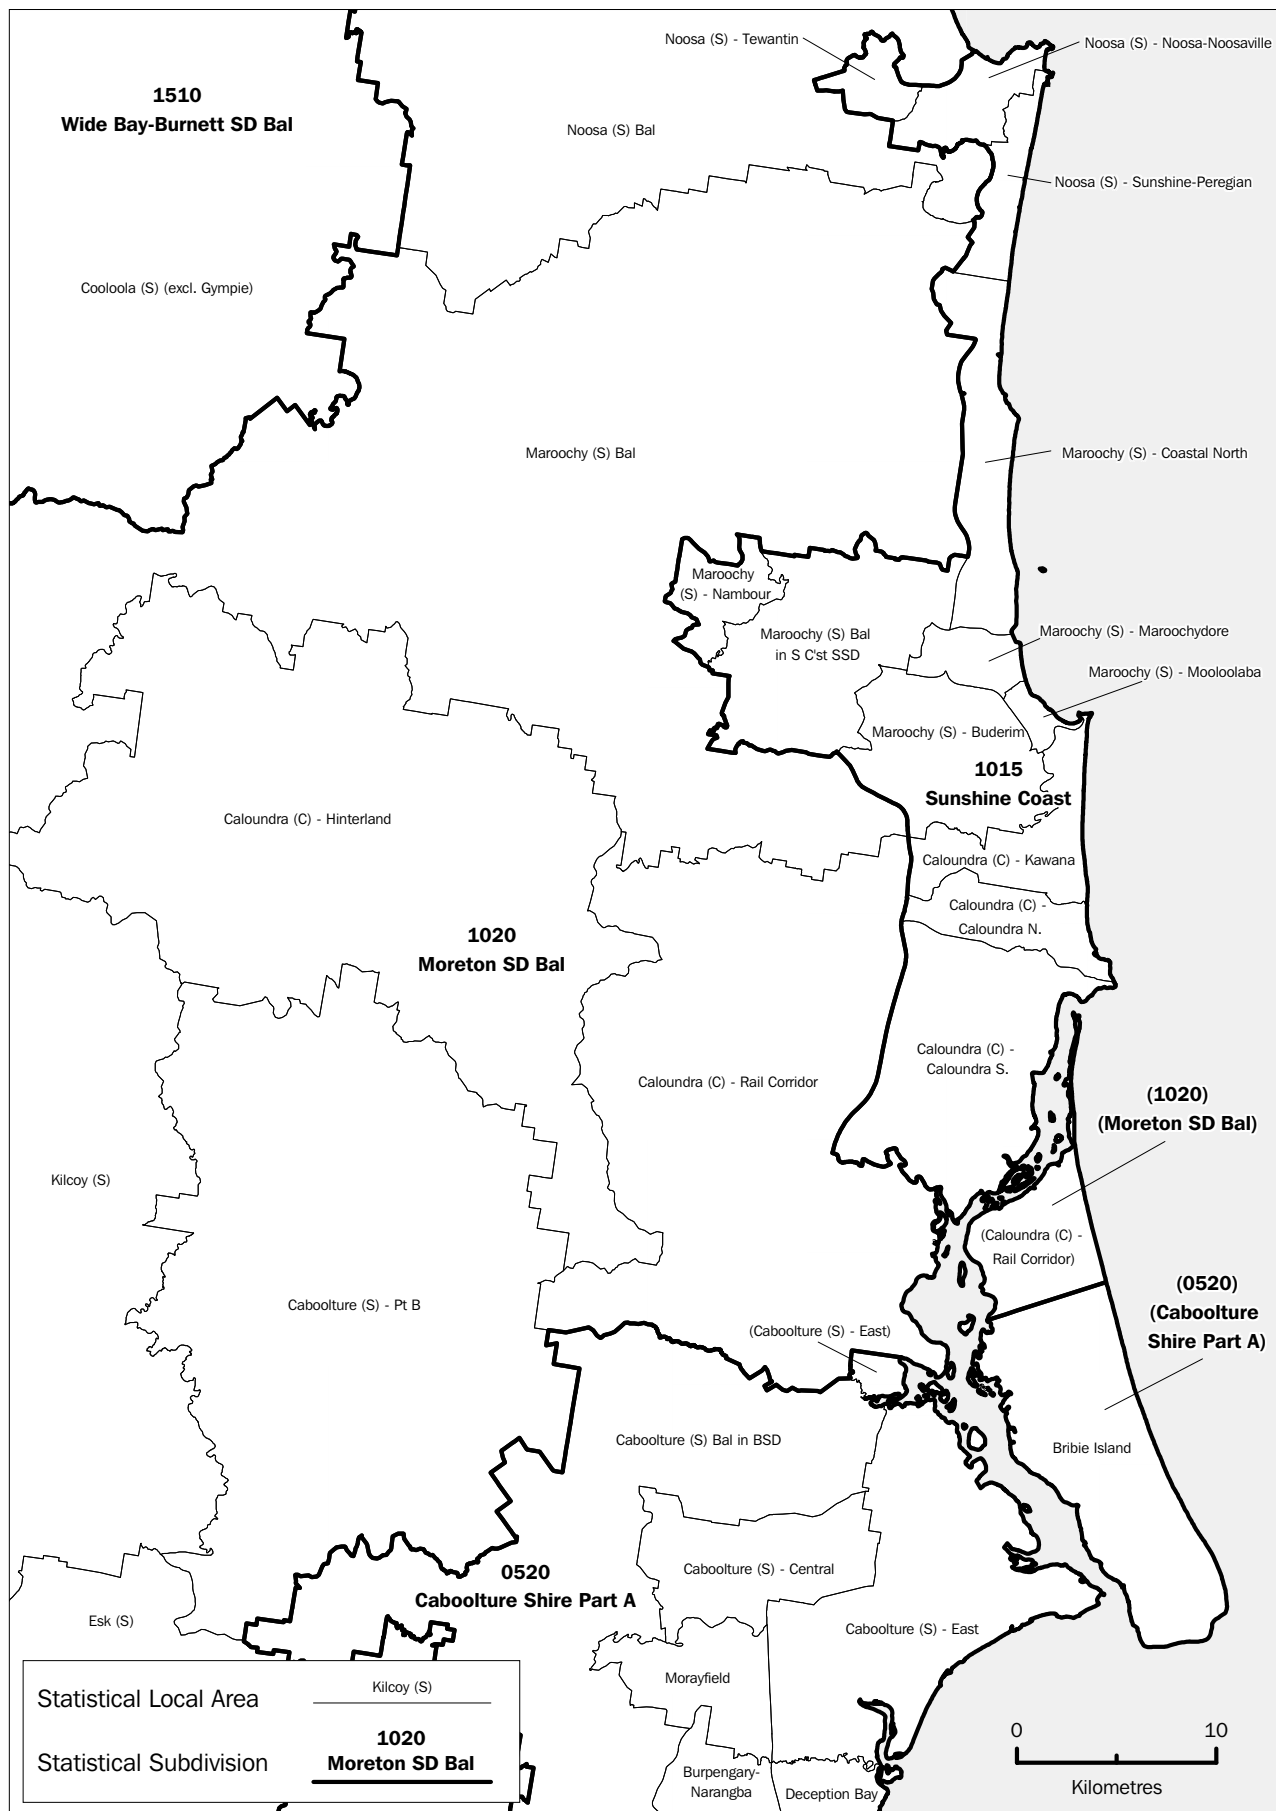 Noosa (S) - Tewantin
Noosa (S) - Noosa-Noosaville
1510
Wide Bay-Burnett SD Bal
Noosa (S) Bal
Noosa (S) - Sunshine-Peregian
Cooloola (S) (excl. Gympie)
Maroochy (S) Bal
Maroochy (S) - Coastal North
Maroochy
(S) - Nambour
Maroochy (S) Bal
in S C'st SSD
Maroochy (S) - Maroochydore
Maroochy (S) - Mooloolaba
Maroochy (S) - Buderim
1015
Sunshine Coast
Caloundra (C) - Hinterland
Caloundra (C) - Kawana
Caloundra (C) -
Caloundra N.
1020
Moreton SD Bal
Caloundra (C) -
Caloundra S.
Caloundra (C) - Rail Corridor
(1020)
(Moreton SD Bal)
Kilcoy (S)
(Caloundra (C) -
Rail Corridor)
Caboolture (S) - Pt B
(0520)
(Caboolture
Shire Part A)
(Caboolture (S) - East)
Caboolture (S) Bal in BSD
Bribie Island
0520
Caboolture Shire Part A
Caboolture (S) - Central
Esk (S)
Caboolture (S) - East
Morayfield
Statistical Local Area
Kilcoy (S)
Statistical Subdivision
1020
Moreton SD Bal
Burpengary-
Narangba
Deception Bay
0 10
Kilometres